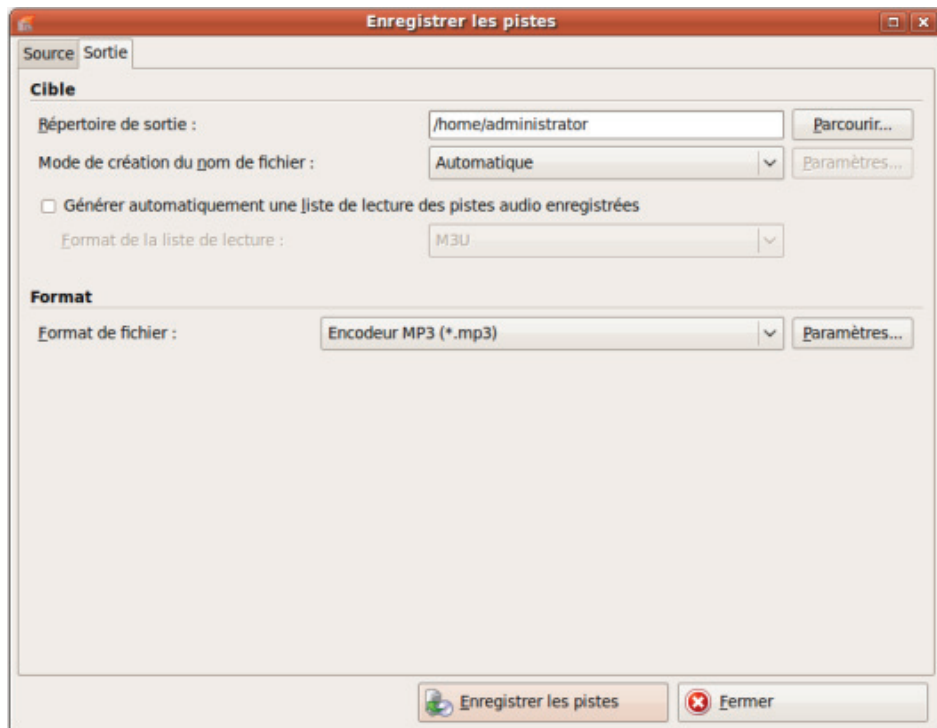 Enregistrer les pistes
Source Sortie
Cible
Répertoire de sortie : /home/administrator Parcourir...
Mode de création du nom de fichier : Automatique Paramètres...
Générer automatiquement une liste de lecture des pistes audio enregistrées
Format de la liste de lecture : M3U
Format
Format de fichier : Encodeur MP3 (*.mp3) Paramètres...
Enregistrer les pistes Fermer